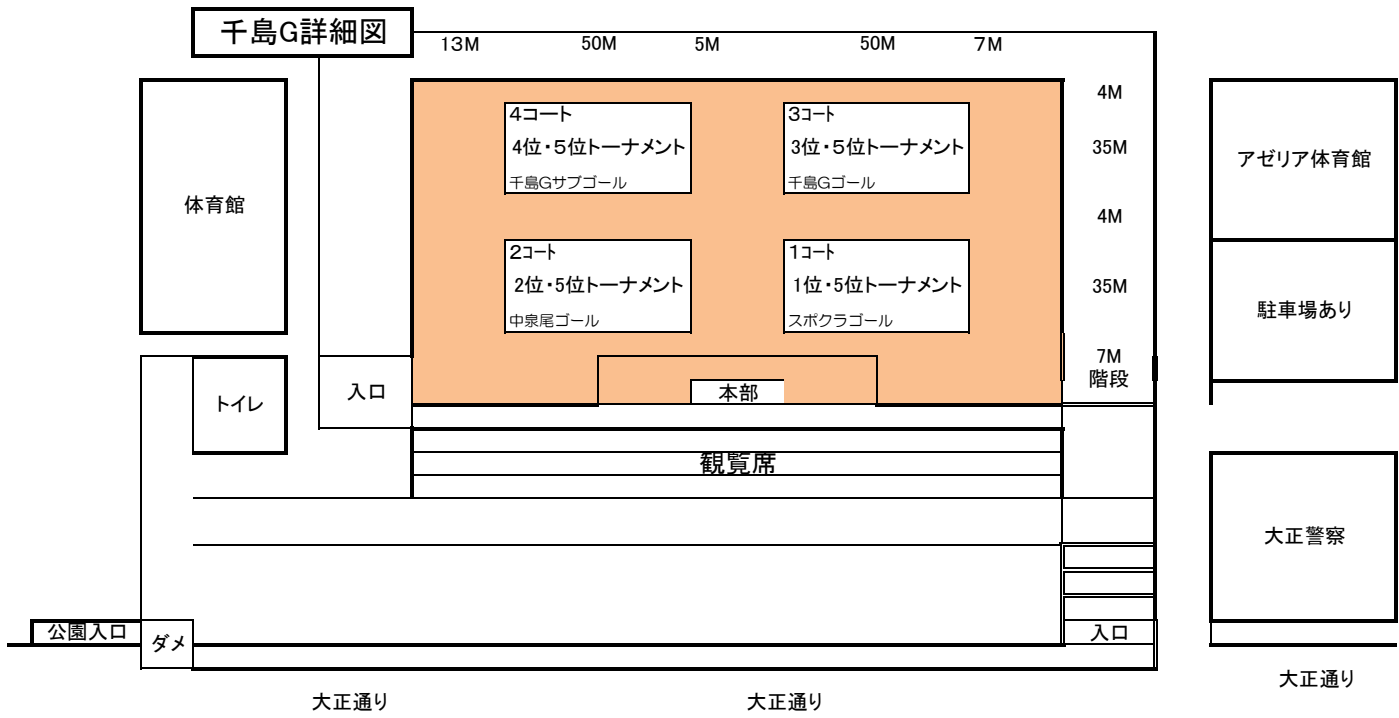 千島G詳細図
13M 50M 5M 50M 7M
4M
4コート
4位・５位トーナメント
千島Gサブゴール
3コート
3位・５位トーナメント
千島Gゴール
35M
体育館
アゼリア体育館
4M
2コート
2位・5位トーナメント
中泉尾ゴール
1コート
1位・5位トーナメント
スポクラゴール
35M
駐車場あり
7M
階段
トイレ
入口
本部
観覧席
大正警察
公園入口
ダメ
入口
大正通り
大正通り
大正通り